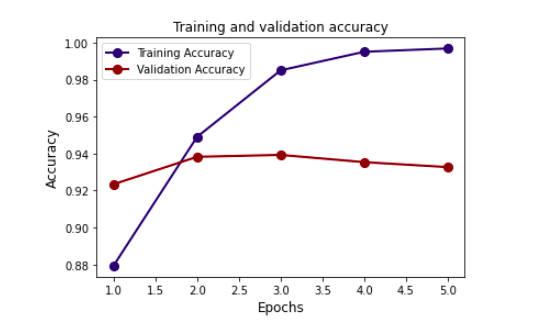 Training and validation accuracy
1.00
0.98
0.96
0.94
0.92
0.90
0.88
Accuracy
Training Accuracy
Validation Accuracy
1.0 1.5 2.0 2.5 3.0 3.5 4.0 4.5 5.0
Epochs